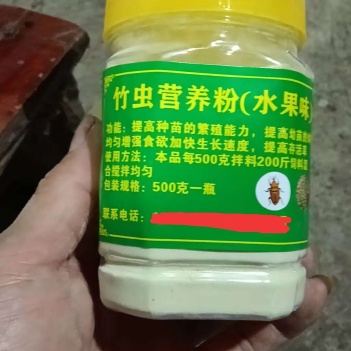 竹虫营养粉(水果味)
功能：提高种苗的繁殖能力，提高
均匀增强食欲加快生长速度，提高存活率
使用方法：本品每500克拌料200斤饲料
合搅拌均匀
包装规格：500克一瓶
联系电话：